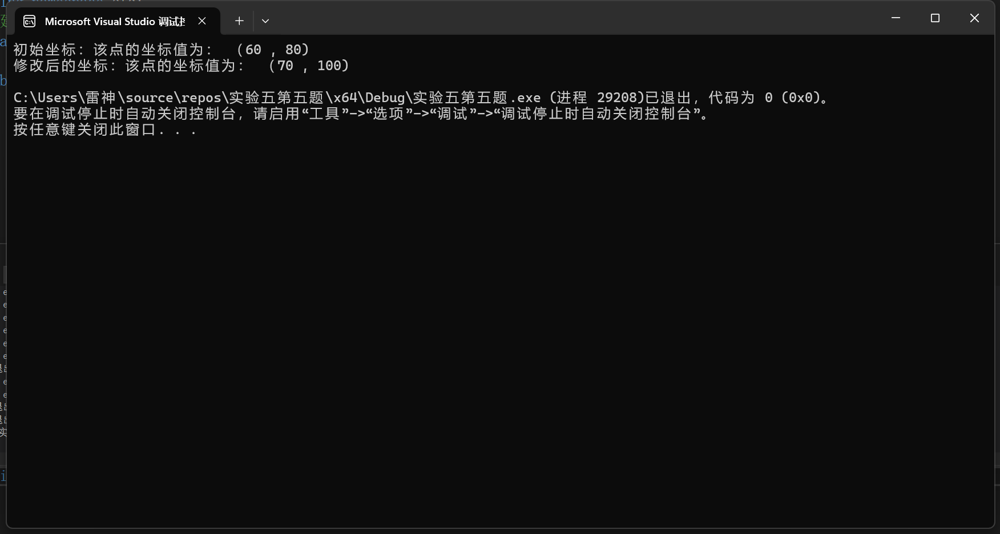 Microsoft Visual Studio 调试
初始坐标：该点的坐标值为： （60 , 80)
修改后的坐标：该点的坐标值为： （70 , 100)
C:\Users\雷神\source\repos\实验五第五题\x64\Debug\实验五第五题.exe (进程 29208)已退出，代码为 0 (0x0)。
要在调试停止时自动关闭控制台，请启用“工具”->“选项”->“调试”->“调试停止时自动关闭控制台”。
按任意键关闭此窗口. . .